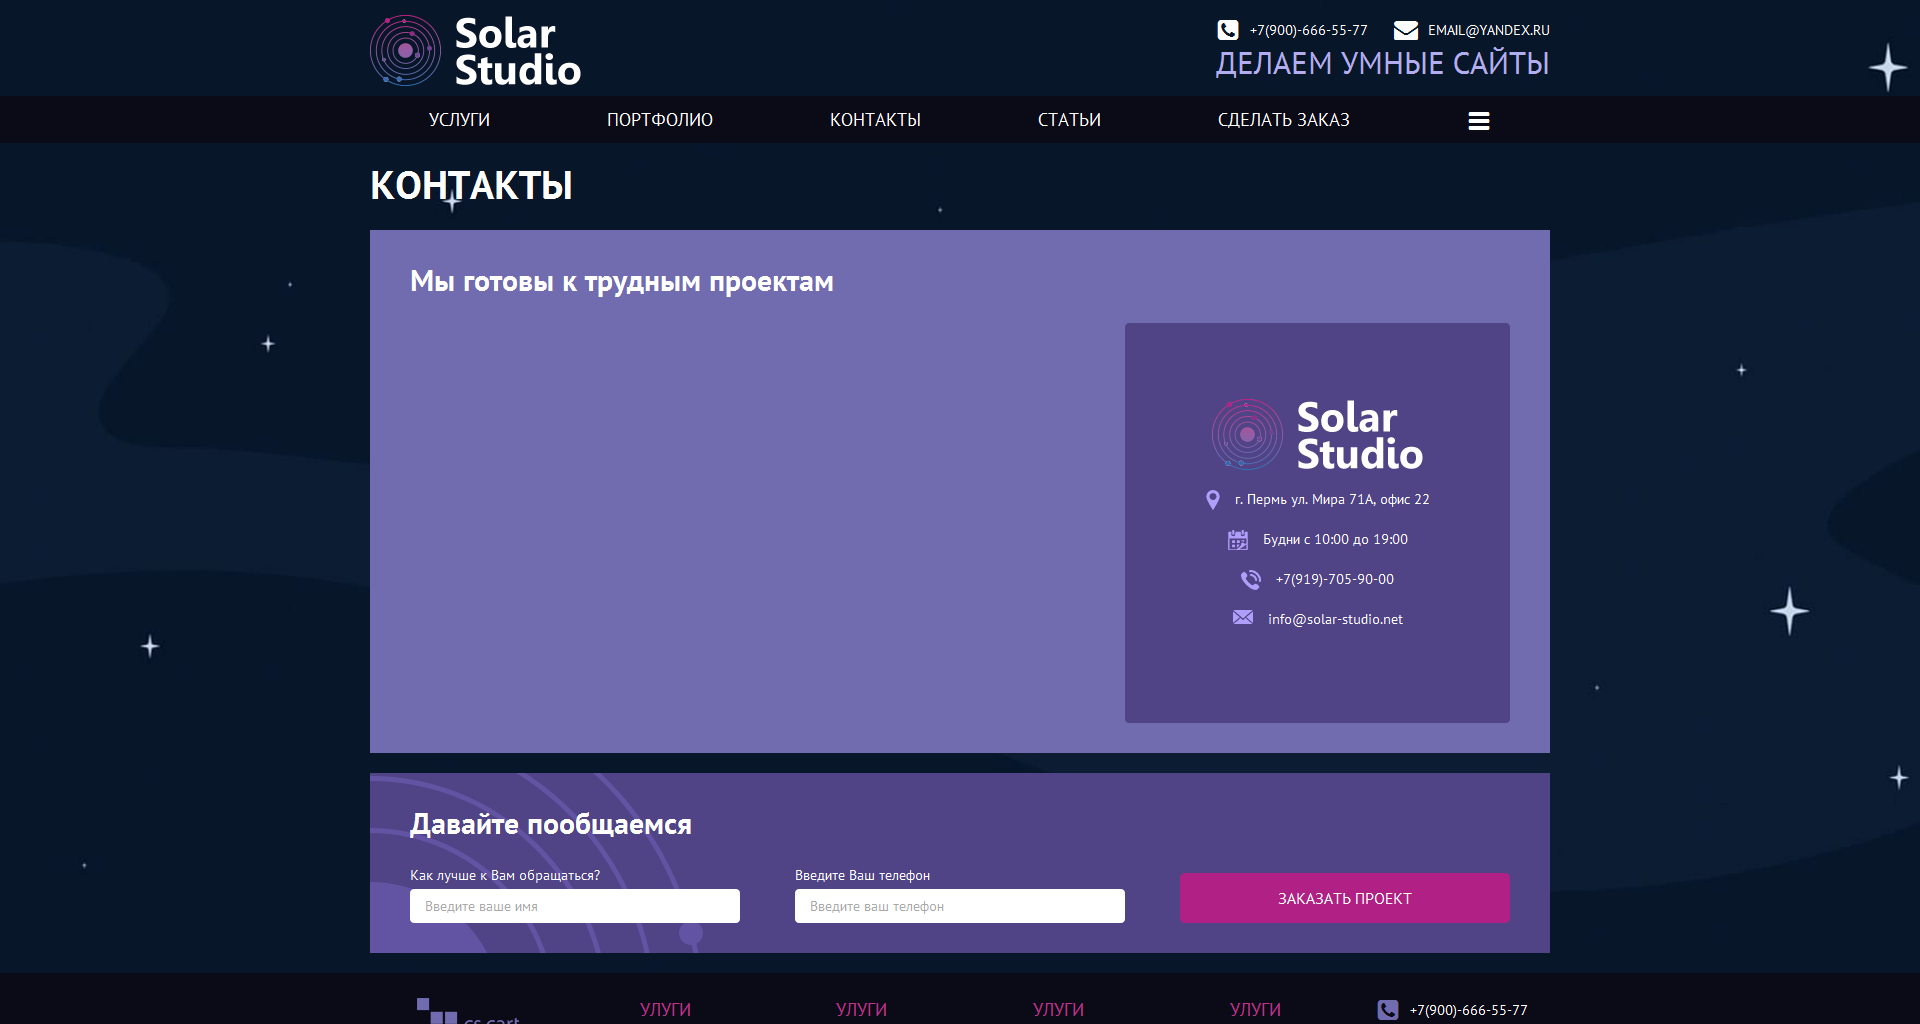 Solar
Studio
+7(900)-666-55-77
EMAIL@YANDEX.RU
ДЕЛАЕМ УМНЫЕ САЙТЫ
УСЛУГИ
ПОРТФОЛИО
КОНТАКТЫ
СТАТЬИ
СДЕЛАТЬ ЗАКАЗ
КОНТАКТЫ
Мы готовы к трудным проектам
Solar
Studio
г. Пермь ул. Мира 71А, офис 22
Будни с 10:00 до 19:00
+7(919)-705-90-00
info@solar-studio.net
Давайте пообщаемся
Как лучше к Вам обращаться?
Введите ваше имя
Введите Ваш телефон
Введите ваш телефон
ЗАКАЗАТЬ ПРОЕКТ
cs.cart
УЛУГИ
УЛУГИ
УЛУГИ
УЛУГИ
+7(900)-666-55-77